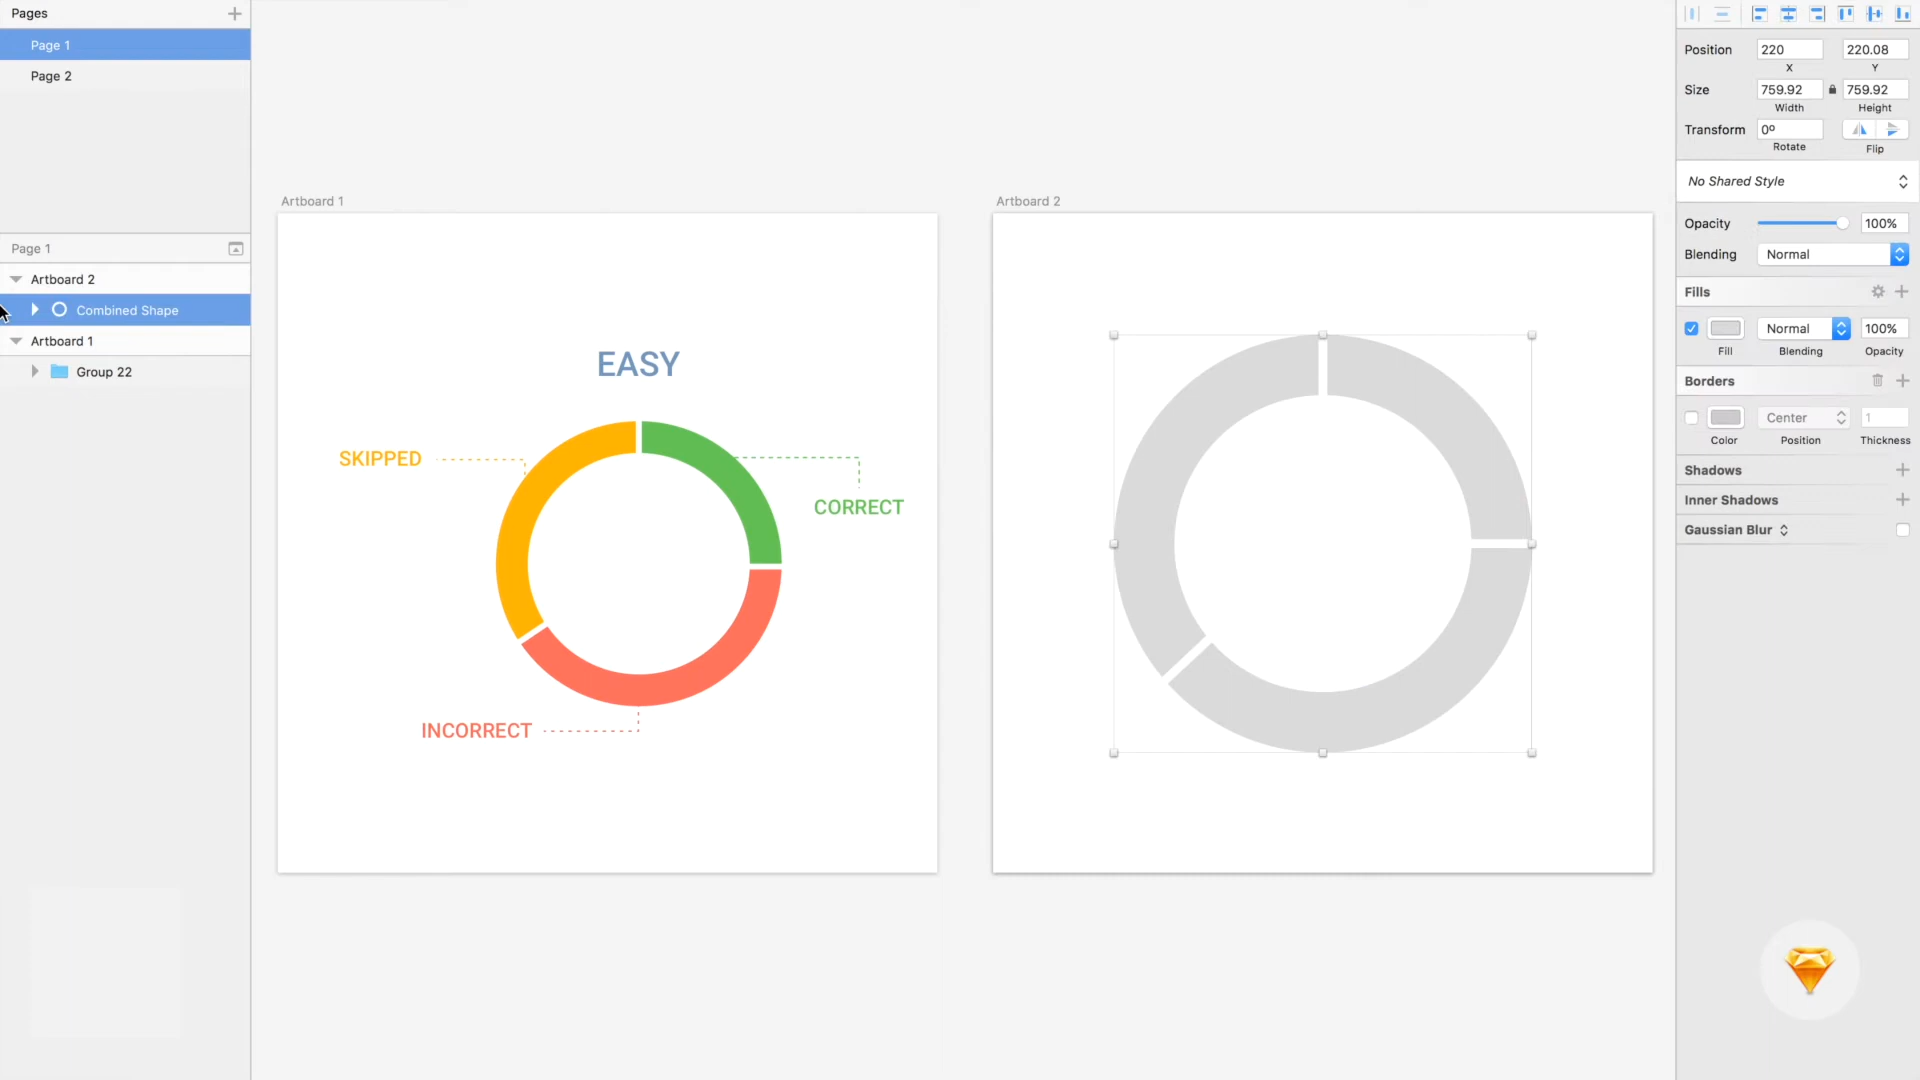 Pages
Page 1
Page 2
Page 1
Artboard 2
Combined Shape
Artboard 1
Group 22
Artboard 1
EASY
SKIPPED
CORRECT
INCORRECT
Artboard 2
Position 220 220.08
X Y
Size 759.92 759.92
Width Height
Transform 0º
Rotate Flip
No Shared Style
Opacity 100%
Blending Normal
Fills
Normal 100%
Fill Blending Opacity
Borders
Center 1
Color Position Thickness
Shadows
Inner Shadows
Gaussian Blur